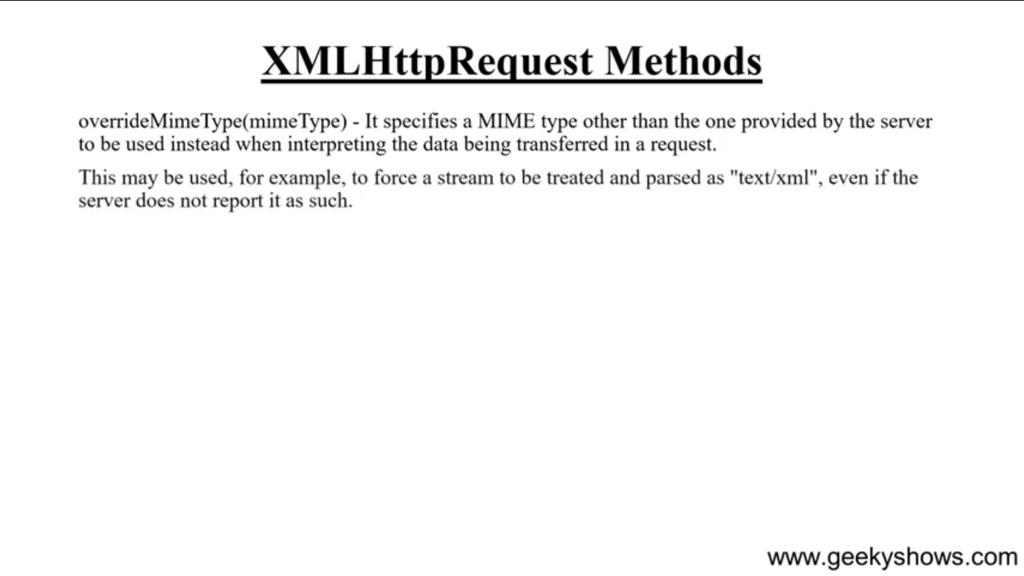 XMLHttpRequest Methods
overrideMimeType(mimeType) - It specifies a MIME type other than the one provided by the server
to be used instead when interpreting the data being transferred in a request.
This may be used, for example, to force a stream to be treated and parsed as "text/xml", even if the
server does not report it as such.
www.geekyshows.com